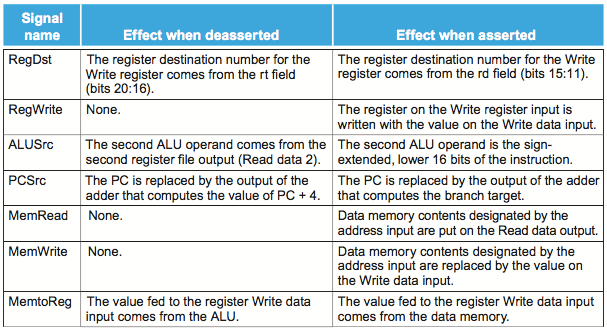 Signal
name
Effect when deasserted
Effect when asserted
RegDst
The register destination number for the
Write register comes from the rt field
(bits 20:16).
The register destination number for the Write
register comes from the rd field (bits 15:11).
RegWrite
None.
The register on the Write register input is
written with the value on the Write data input.
ALUSrc
The second ALU operand comes from the
second register file output (Read data 2).
The second ALU operand is the sign-
extended, lower 16 bits of the instruction.
PCSrc
The PC is replaced by the output of the
adder that computes the value of PC + 4.
The PC is replaced by the output of the adder
that computes the branch target.
MemRead
None.
Data memory contents designated by the
address input are put on the Read data output.
MemWrite
None.
Data memory contents designated by the
address input are replaced by the value on
the Write data input.
MemtoReg
The value fed to the register Write data
input comes from the ALU.
The value fed to the register Write data input
comes from the data memory.